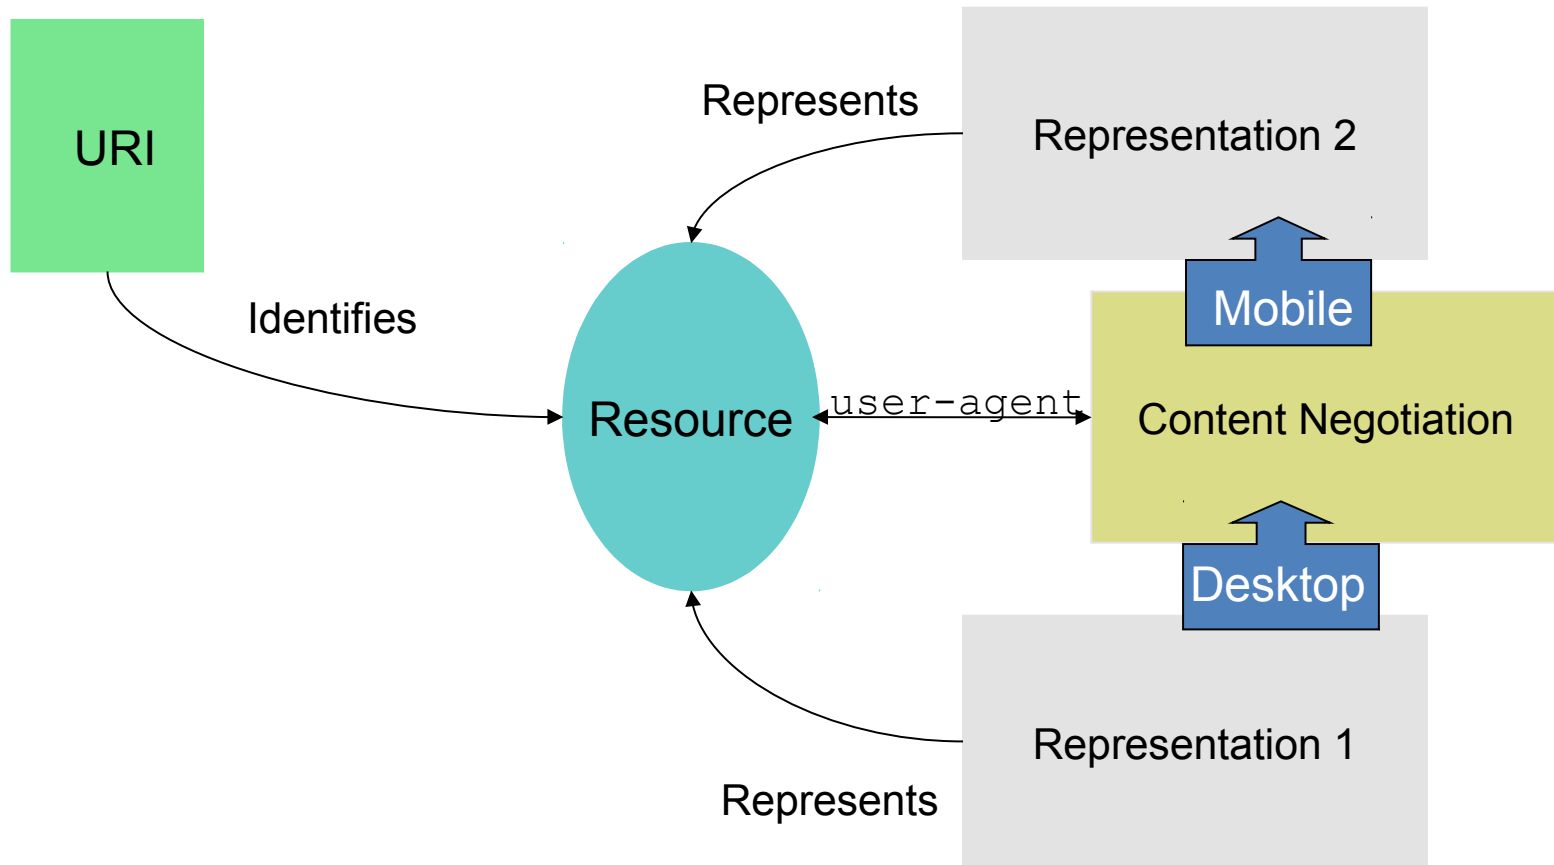 URI
Represents
Representation 2
Identifies
Mobile
Resource
user-agent
Content Negotiation
Desktop
Representation 1
Represents